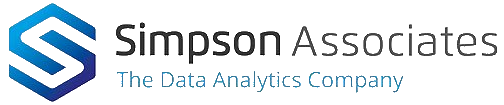 Simpson Associates
The Data Analytics Company